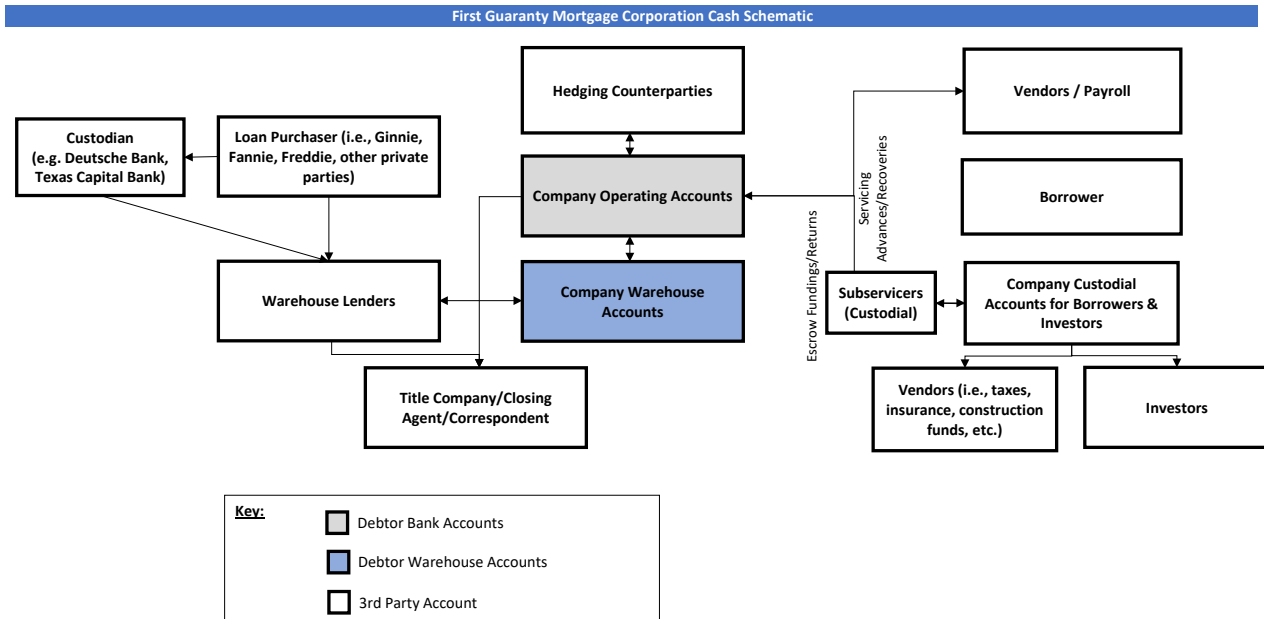 First Guaranty Mortgage Corporation Cash Schematic
Hedging Counterparties
Vendors / Payroll
Custodian
(e.g. Deutsche Bank,
Texas Capital Bank)
Loan Purchaser (i.e., Ginnie,
Fannie, Freddie, other private
parties)
Company Operating Accounts
Borrower
Escrow Fundings/Returns
Servicing
Advances/Recoveries
Warehouse Lenders
Company Warehouse
Accounts
Subservicers
(Custodial)
Company Custodial
Accounts for Borrowers &
Investors
Title Company/Closing
Agent/Correspondent
Vendors (i.e., taxes,
insurance, construction
funds, etc.)
Investors
Key:
Debtor Bank Accounts
Debtor Warehouse Accounts
3rd Party Account